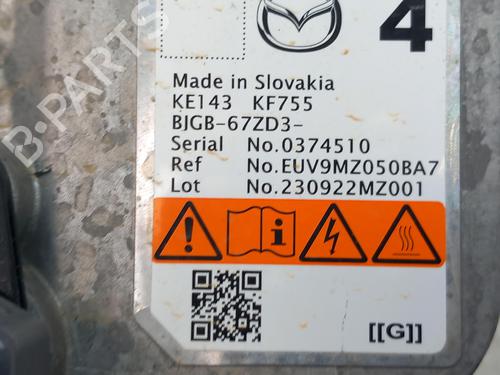 B-PARTS
4
Made in Slovakia
KE143 KF755
BJGB-67ZD3-
Serial No.0374510
Ref No.EUV9MZ050BA7
Lot No.230922MZ001
[[G]]